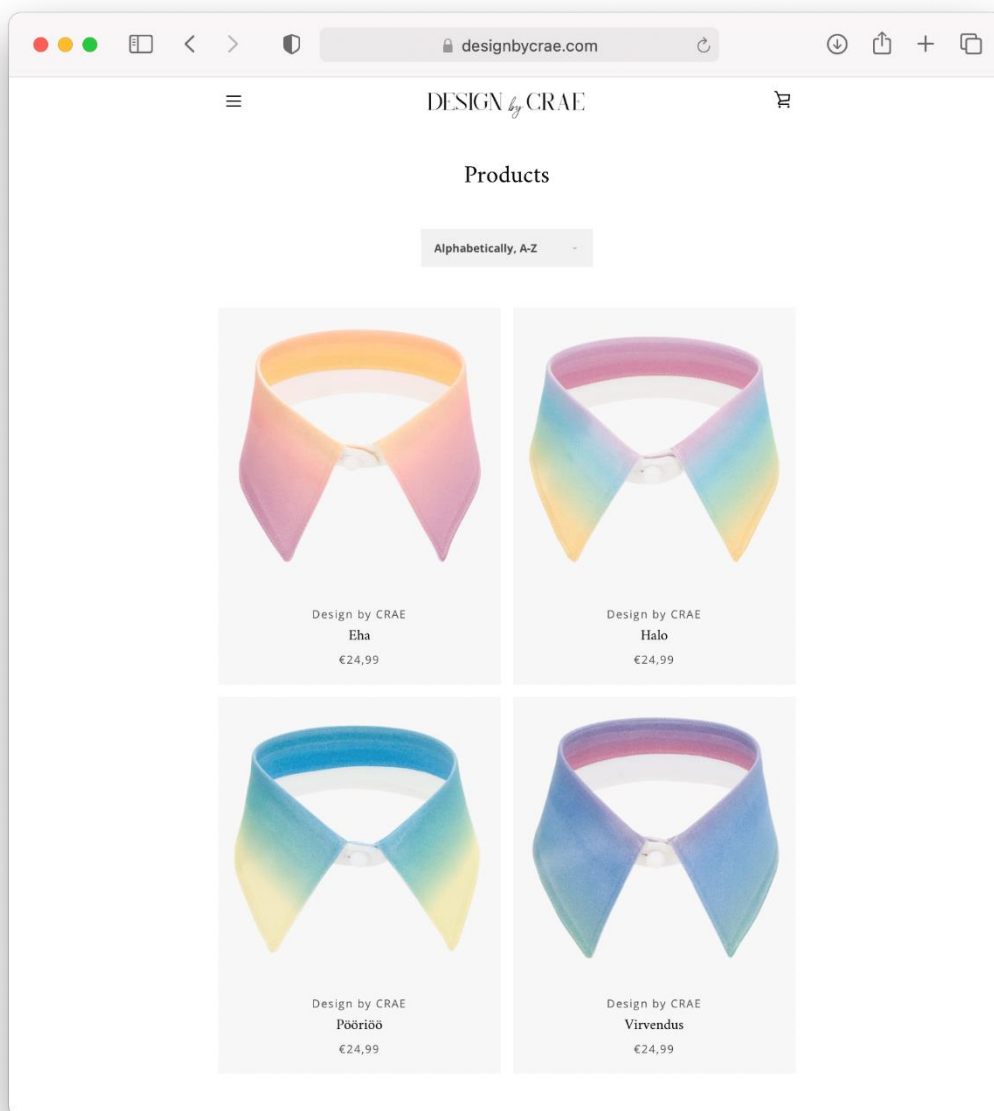 designbycrae.com
DESIGN by CRAE
Products
Alphabetically, A-Z
Design by CRAE
Eha
€24,99
Design by CRAE
Halo
€24,99
Design by CRAE
Pööriöö
€24,99
Design by CRAE
Virvendus
€24,99